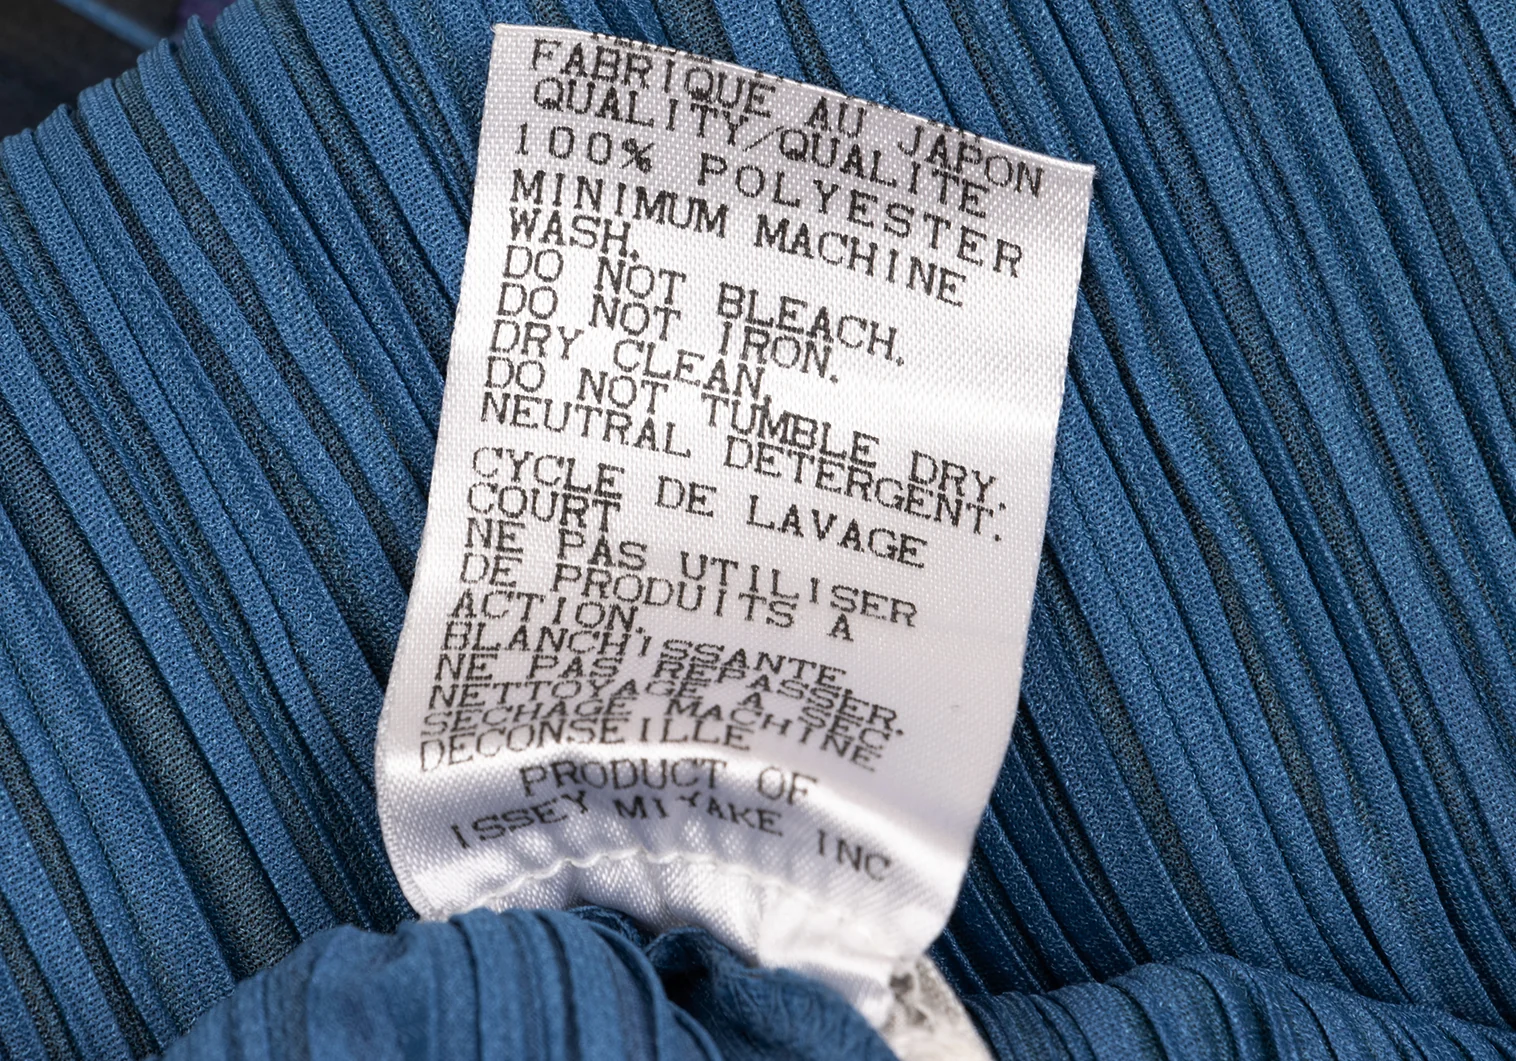 FABRIQUE AU JAPON
QUALITY/QUALITE
100% POLYESTER
MINIMUM MACHINE
WASH.
DO NOT BLEACH.
DO NOT IRON.
DRY CLEAN.
DO NOT TUMBLE DRY.
NEUTRAL DETERGENT.
CYCLE DE LAVAGE
COURT
NE PAS UTILISER
DE PRODUITS A
ACTION.
BLANCHISSANTE
NE PAS REPASSER.
NETTOYAGE A SEC.
SECHAGE MACHINE
DECONSEILLE
PRODUCT OF
ISSEY MIYAKE INC